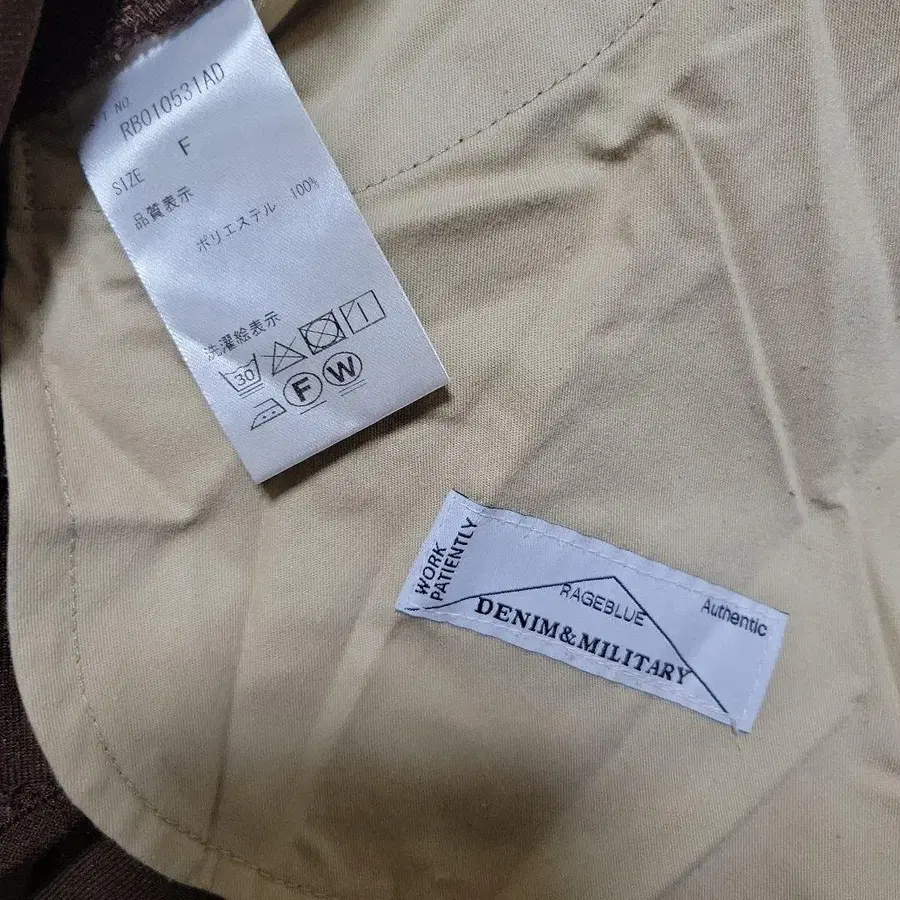 T NO.
RB010531AD
SIZE F
品質表示
ポリエステル 100%
洗濯絵表示
30
F W
WORK
PATIENTLY
RAGEBLUE
Authentic
DENIM&MILITARY